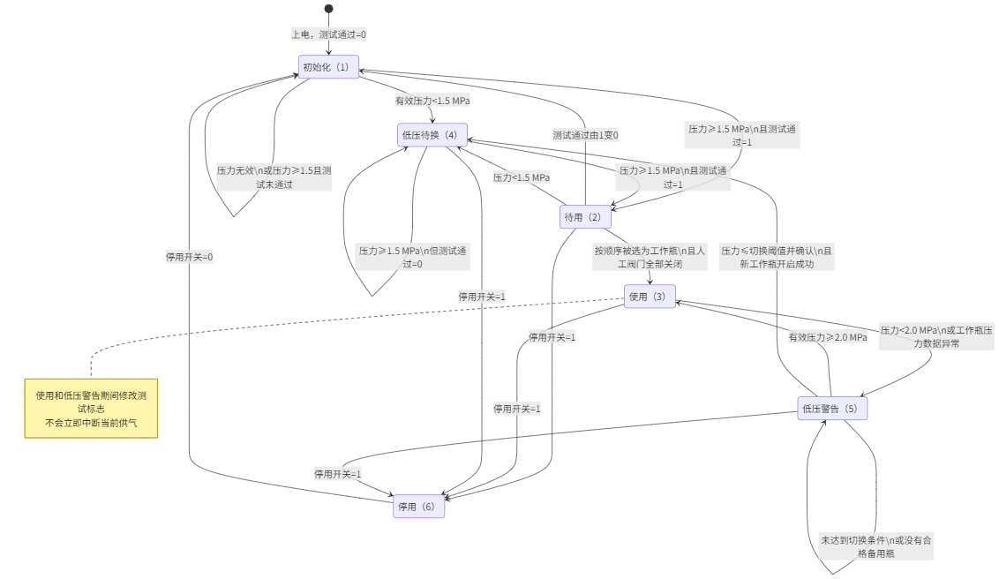 上电，测试通过=0
初始化（1）
有效压力<1.5 MPa
低压待换（4）
测试通过由1变0
压力≥1.5 MPa\n且测试通
过=1
压力无效\n或压力≥1.5且测
试未通过
压力<1.5 MPa
压力≥1.5 MPa\n且测试通
过=1
待用（2）
停用开关=0
压力≥1.5 MPa\n但测试通
过=0
按顺序被选为工作瓶\n且人
工阀门全部关闭
压力≤切换阈值并确认\n且
新工作瓶开启成功
停用开关=1
使用（3）
停用开关=1
有效压力≥2.0 MPa
压力<2.0 MPa\n或工作瓶压
力数据异常
使用和低压警告期间修改测
试标志
不会立即中断当前供气
停用开关=1
低压警告（5）
停用开关=1
停用（6）
未达到切换条件\n或没有合
格备用瓶